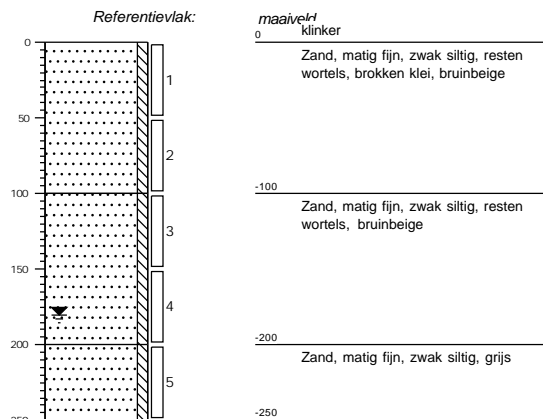 Referentievlak: maaiveld
0 0 klinker
Zand, matig fijn, zwak siltig, resten
wortels, brokken klei, bruinbeige
1
50
2
100 -100
Zand, matig fijn, zwak siltig, resten
wortels, bruinbeige
3
150
4
200 -200
Zand, matig fijn, zwak siltig, grijs
5
250 -250